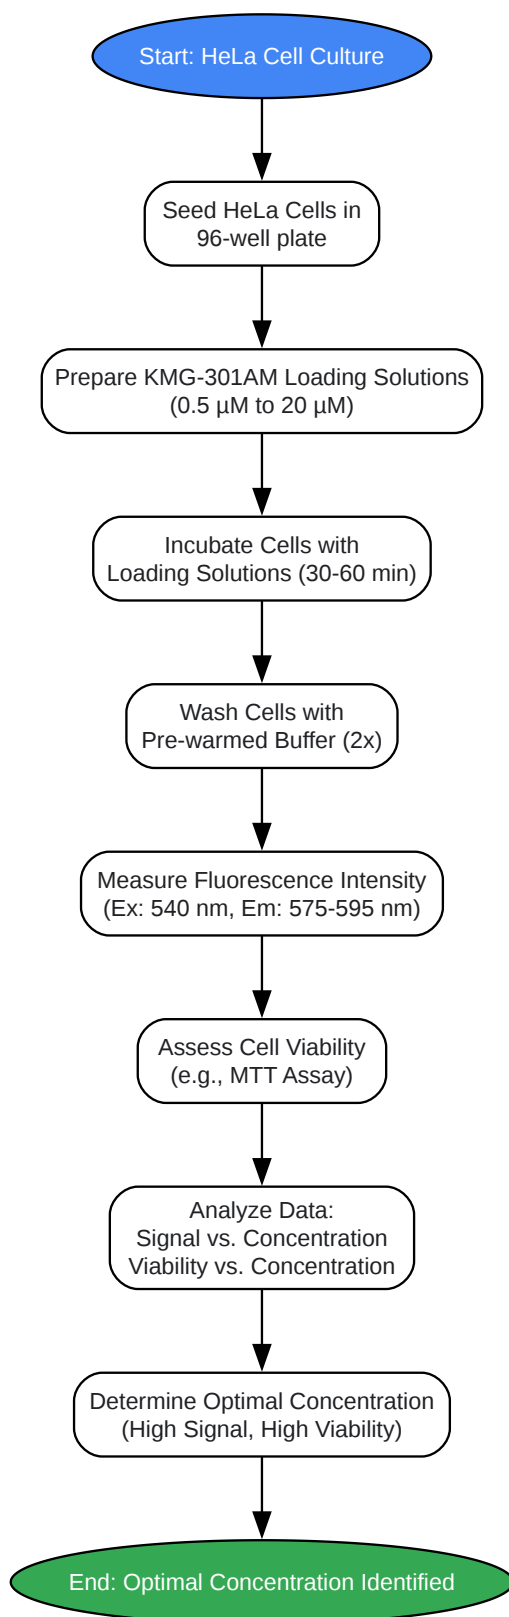 Start: HeLa Cell Culture
Seed HeLa Cells in
96-well plate
Prepare KMG-301AM Loading Solutions
(0.5 µM to 20 µM)
Incubate Cells with
Loading Solutions (30-60 min)
Wash Cells with
Pre-warmed Buffer (2x)
Measure Fluorescence Intensity
(Ex: 540 nm, Em: 575-595 nm)
Assess Cell Viability
(e.g., MTT Assay)
Analyze Data:
Signal vs. Concentration
Viability vs. Concentration
Determine Optimal Concentration
(High Signal, High Viability)
End: Optimal Concentration Identified